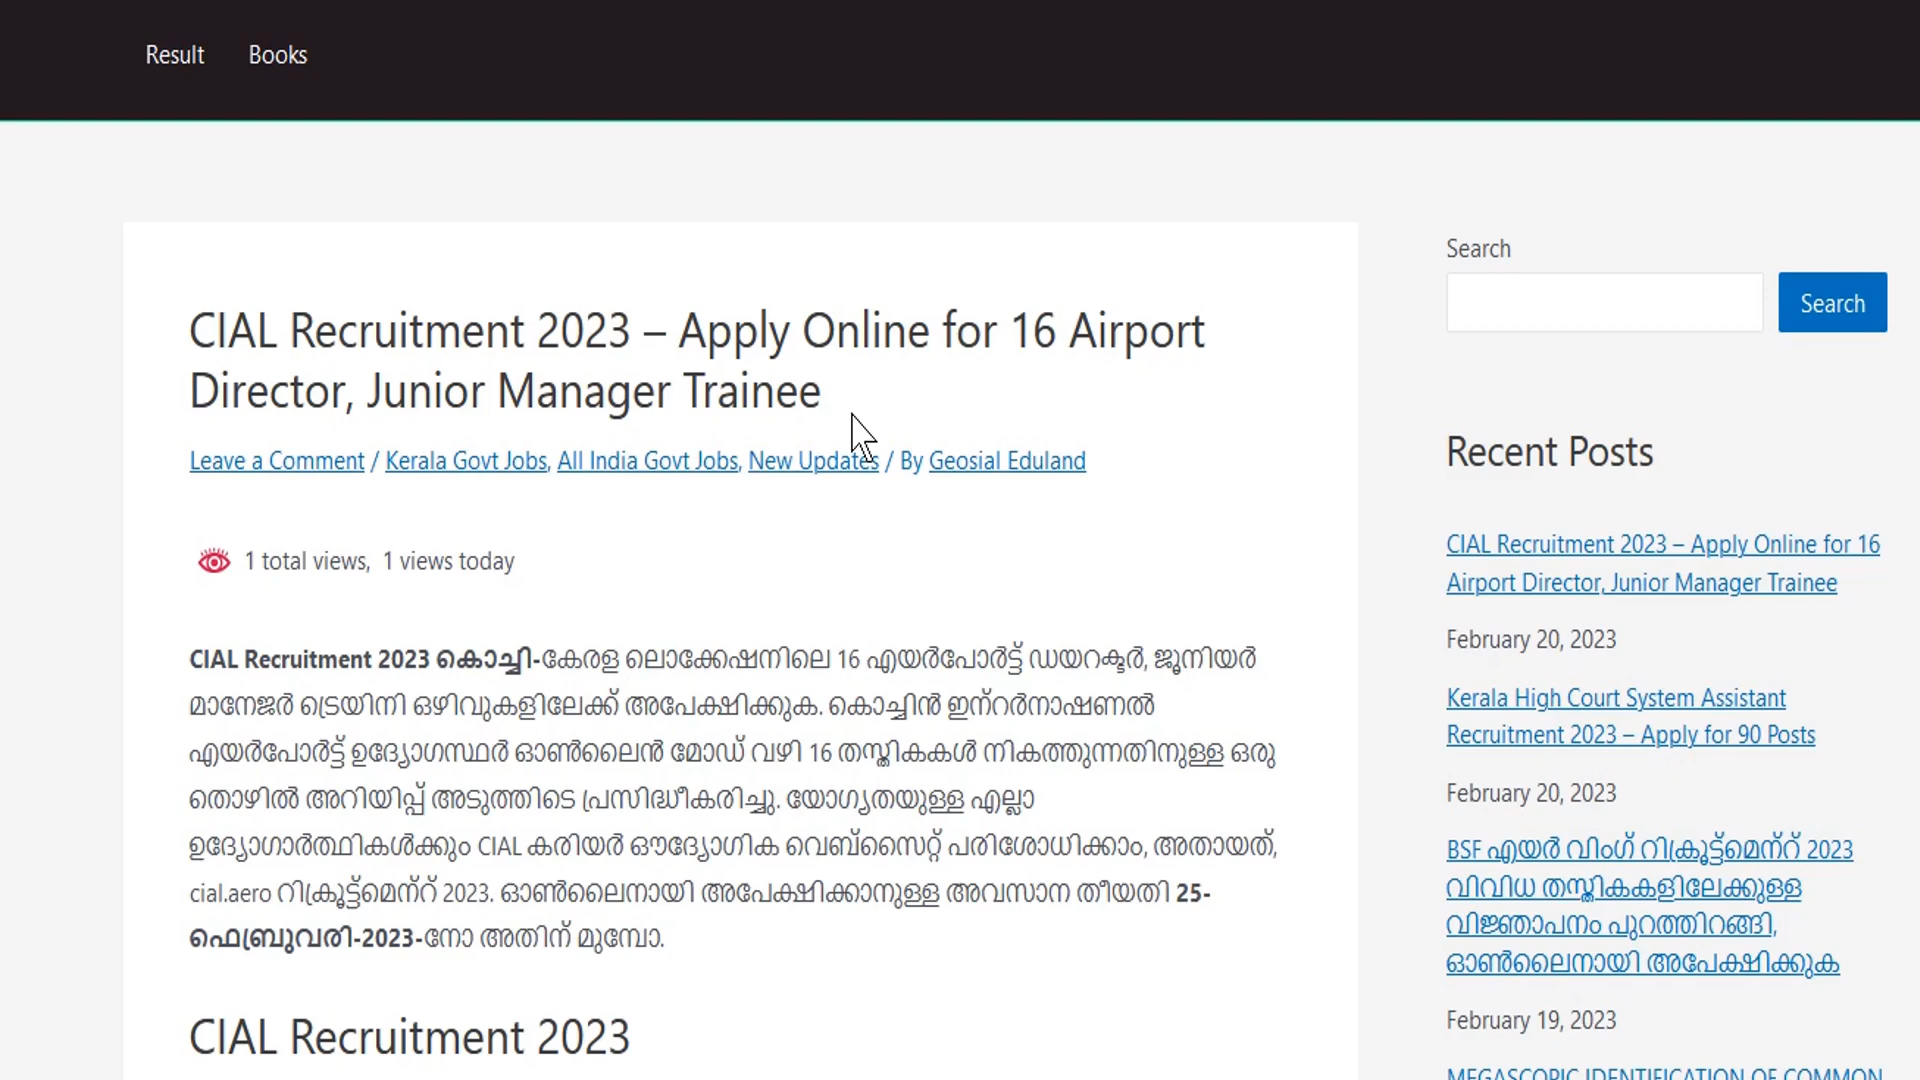 Result Books
CIAL Recruitment 2023 – Apply Online for 16 Airport
Director, Junior Manager Trainee
Leave a Comment / Kerala Govt Jobs, All India Govt Jobs, New Updates / By Geosial Eduland
1 total views, 1 views today
CIAL Recruitment 2023 കൊച്ചി-കേരള ലൊക്കേഷനിലെ 16 എയർപോർട്ട് ഡയറക്ടർ, ജൂനിയർ
മാനേജർ ട്രെയിനി ഒഴിവുകളിലേക്ക് അപേക്ഷിക്കുക. കൊച്ചിൻ ഇന്റർനാഷണൽ
എയർപോർട്ട് ഉദ്യോഗസ്ഥർ ഓൺലൈൻ മോഡ് വഴി 16 തസ്തികകൾ നികത്തുന്നതിനുള്ള ഒരു
തൊഴിൽ അറിയിപ്പ് അടുത്തിടെ പ്രസിദ്ധീകരിച്ചു. യോഗ്യതയുള്ള എല്ലാ
ഉദ്യോഗാർത്ഥികൾക്കും CIAL കരിയർ ഔദ്യോഗിക വെബ്സൈറ്റ് പരിശോധിക്കാം, അതായത്,
cial.aero റിക്രൂട്ട്മെന്റ് 2023. ഓൺലൈനായി അപേക്ഷിക്കാനുള്ള അവസാന തീയതി 25-
ഫെബ്രുവരി-2023-നോ അതിന് മുമ്പോ.
CIAL Recruitment 2023
Search
Search
Recent Posts
CIAL Recruitment 2023 – Apply Online for 16
Airport Director, Junior Manager Trainee
February 20, 2023
Kerala High Court System Assistant
Recruitment 2023 – Apply for 90 Posts
February 20, 2023
BSF എയർ വിംഗ് റിക്രൂട്ട്മെന്റ് 2023
വിവിധ തസ്തികകളിലേക്കുള്ള
വിജ്ഞാപനം പുറത്തിറങ്ങി,
ഓൺലൈനായി അപേക്ഷിക്കുക
February 19, 2023
MEGASCOPIC IDENTIFICATION OF COMMON